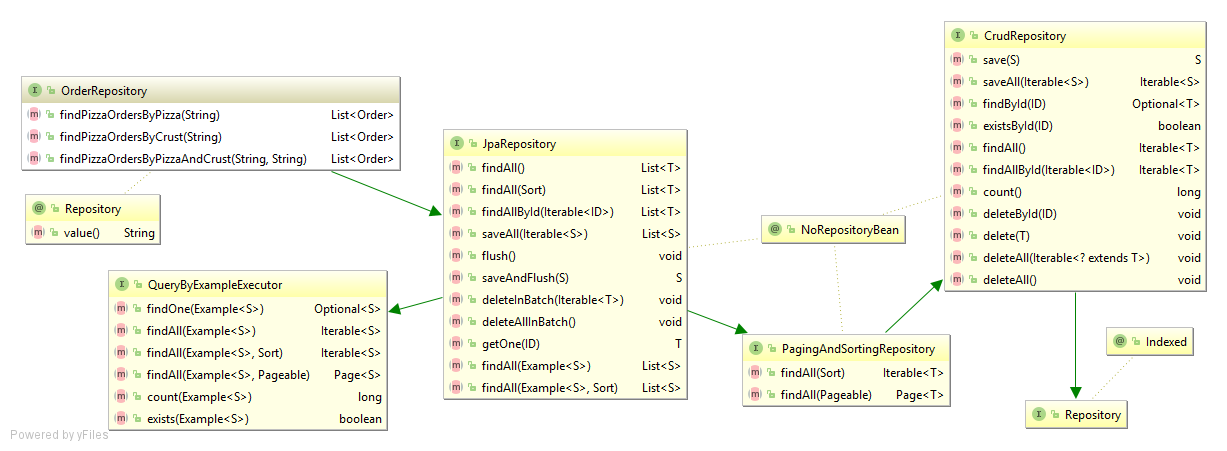 OrderRepository
findPizzaOrdersByPizza(String) List<Order>
findPizzaOrdersByCrust(String) List<Order>
findPizzaOrdersByPizzaAndCrust(String, String) List<Order>
Repository
value() String
QueryByExampleExecutor
findOne(Example<S>) Optional<S>
findAll(Example<S>) Iterable<S>
findAll(Example<S>, Sort) Iterable<S>
findAll(Example<S>, Pageable) Page<S>
count(Example<S>) long
exists(Example<S>) boolean
JpaRepository
findAll() List<T>
findAll(Sort) List<T>
findAllById(Iterable<ID>) List<T>
saveAll(Iterable<S>) List<S>
flush() void
saveAndFlush(S) S
deleteInBatch(Iterable<T>) void
deleteAllInBatch() void
getOne(ID) T
findAll(Example<S>) List<S>
findAll(Example<S>, Sort) List<S>
NoRepositoryBean
PagingAndSortingRepository
findAll(Sort) Iterable<T>
findAll(Pageable) Page<T>
CrudRepository
save(S) S
saveAll(Iterable<S>) Iterable<S>
findById(ID) Optional<T>
existsById(ID) boolean
findAll() Iterable<T>
findAllById(Iterable<ID>) Iterable<T>
count() long
deleteById(ID) void
delete(T) void
deleteAll(Iterable<? extends T>) void
deleteAll() void
Indexed
Repository
Powered by yFiles